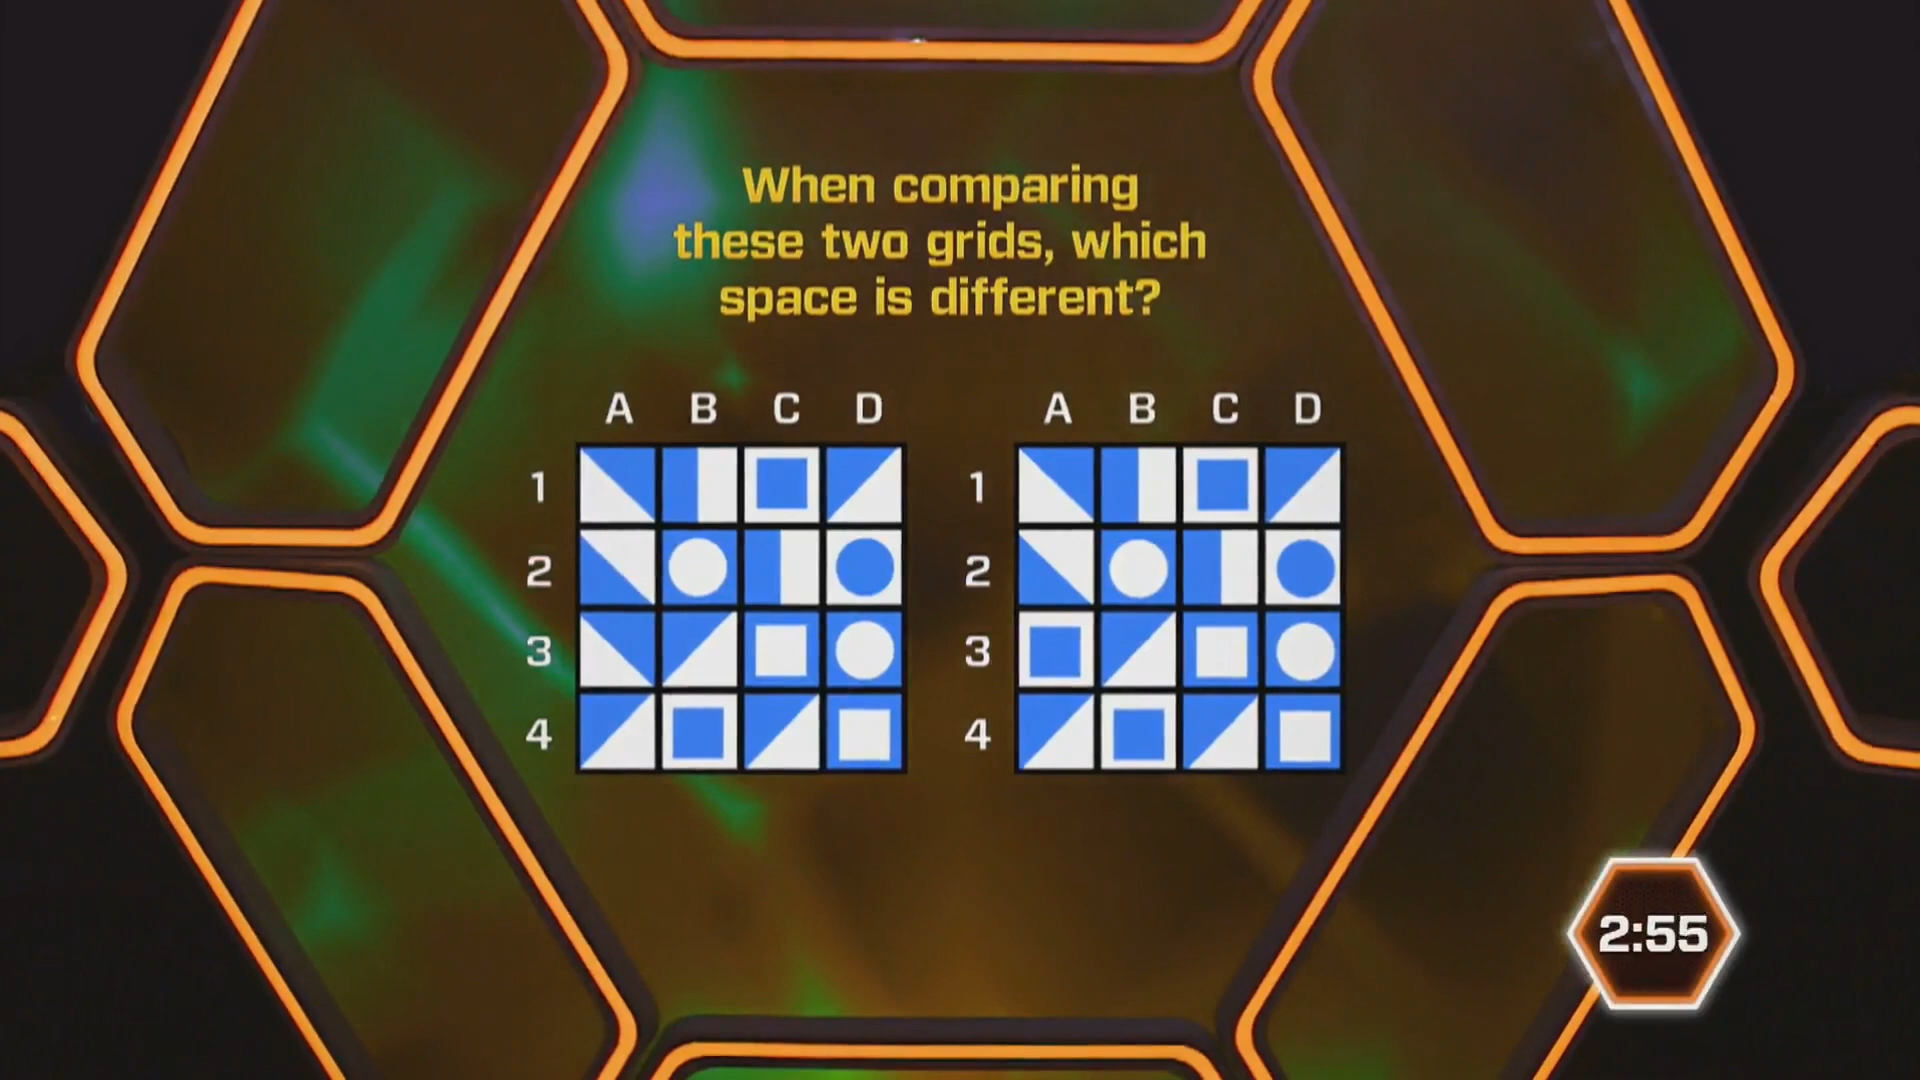 When comparing
these two grids, which
space is different?
A B C D
1
2
3
4
A B C D
1
2
3
4
2:55